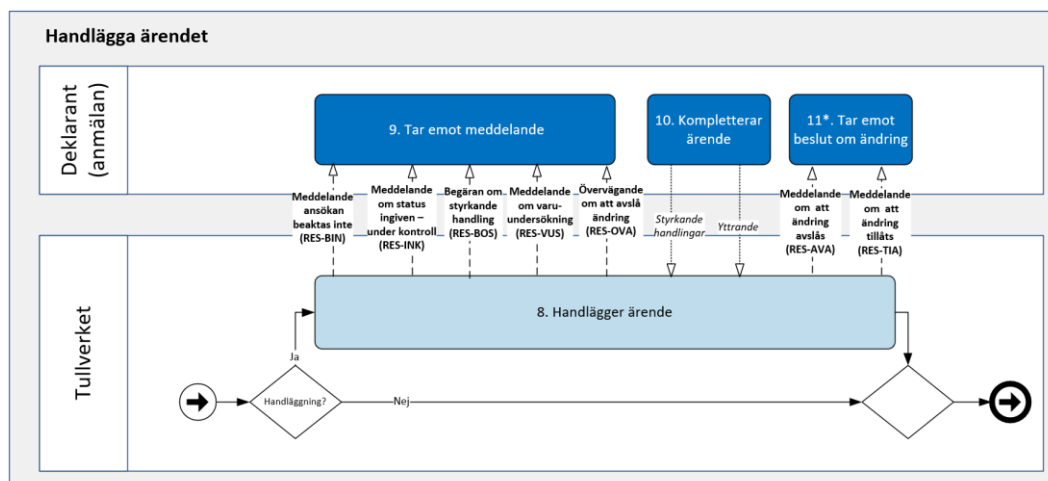 Handlägga ärendet
Deklarant
(anmälan)
9. Tar emot meddelande
10. Kompletterar
ärende
11*. Tar emot
beslut om ändring
Meddelande
ansökan
beaktas inte
(RES-BIN)
Meddelande
om status
ingiven –
under kontroll
(RES-INK)
Begäran om
styrkande
handling
(RES-BOS)
Meddelande
om varu-
undersökning
(RES-VUS)
Övervägande
om att avslå
ändring
(RES-OVA)
Styrkande
handlingar
Yttrande
Meddelande
om att
ändring
avslås
(RES-AVA)
Meddelande
om att
ändring
tillåts
(RES-TIA)
Tullverket
8. Handlägger ärende
Ja
Handläggning?
Nej